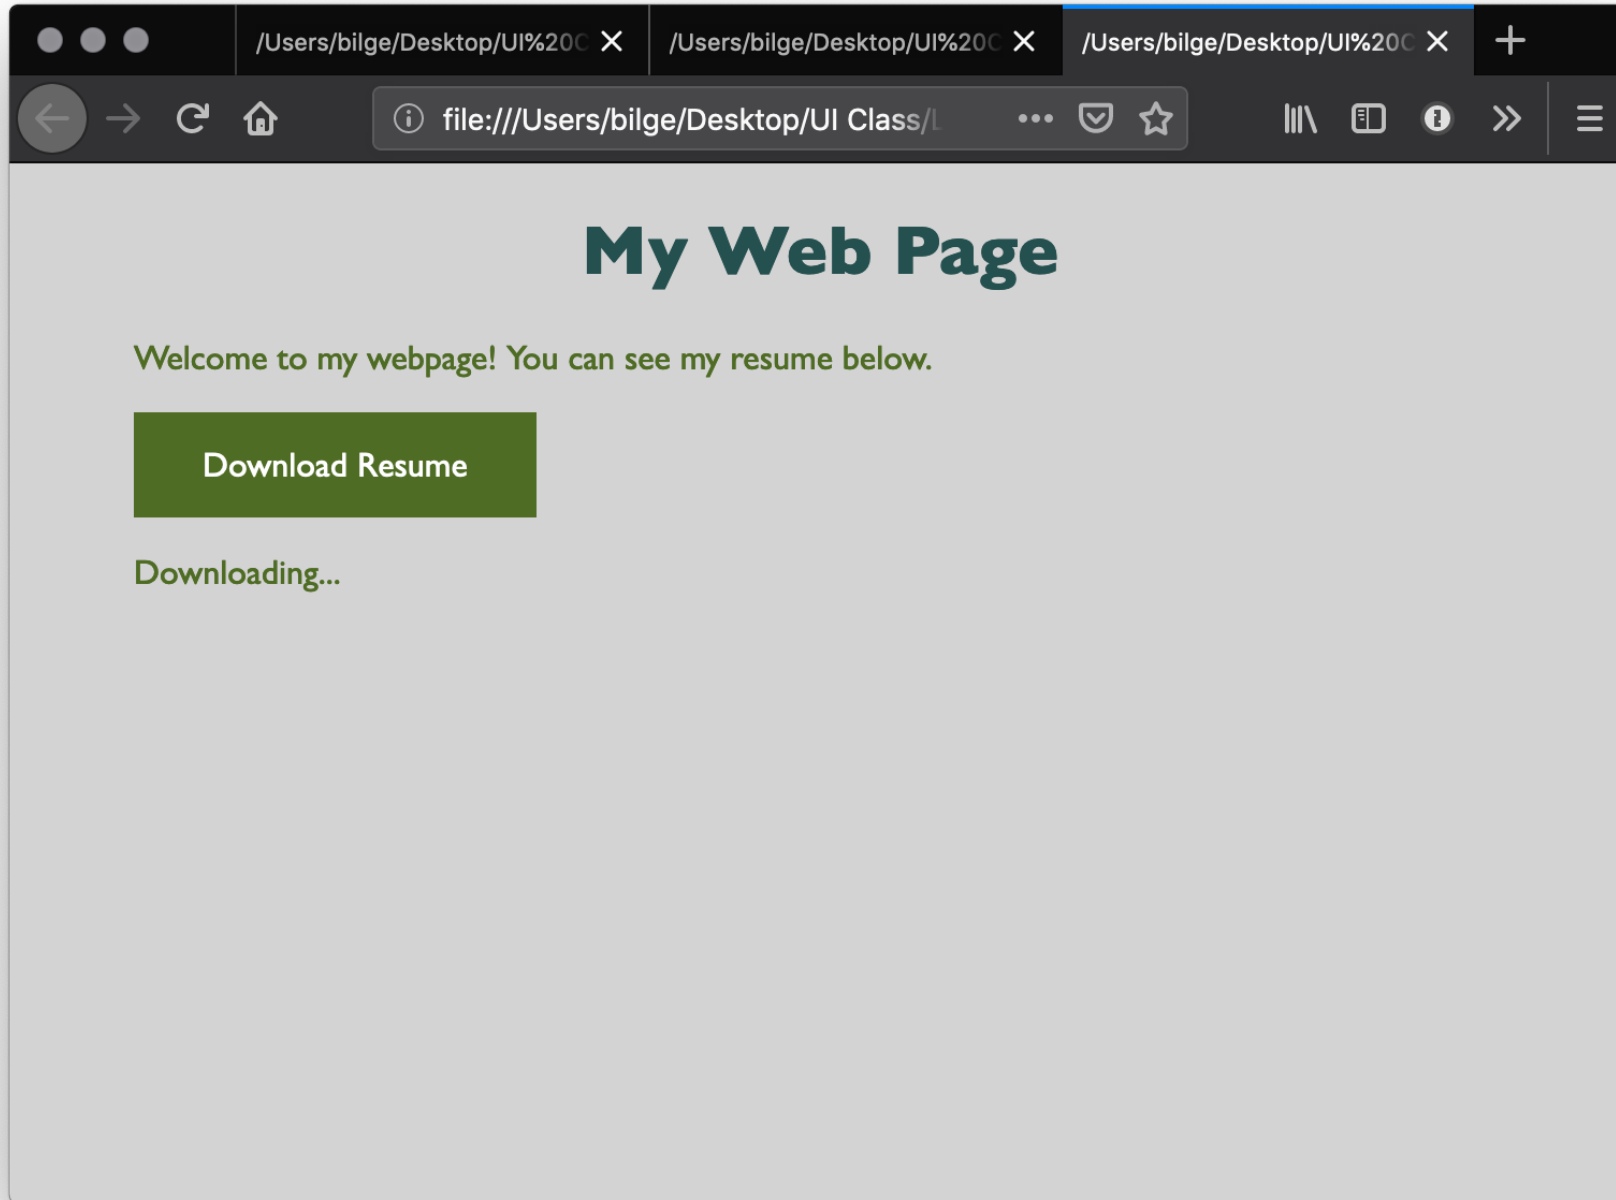 /Users/bilge/Desktop/UI%20C
/Users/bilge/Desktop/UI%20C
/Users/bilge/Desktop/UI%20C
file:///Users/bilge/Desktop/UI Class/L
My Web Page
Welcome to my webpage! You can see my resume below.
Download Resume
Downloading...